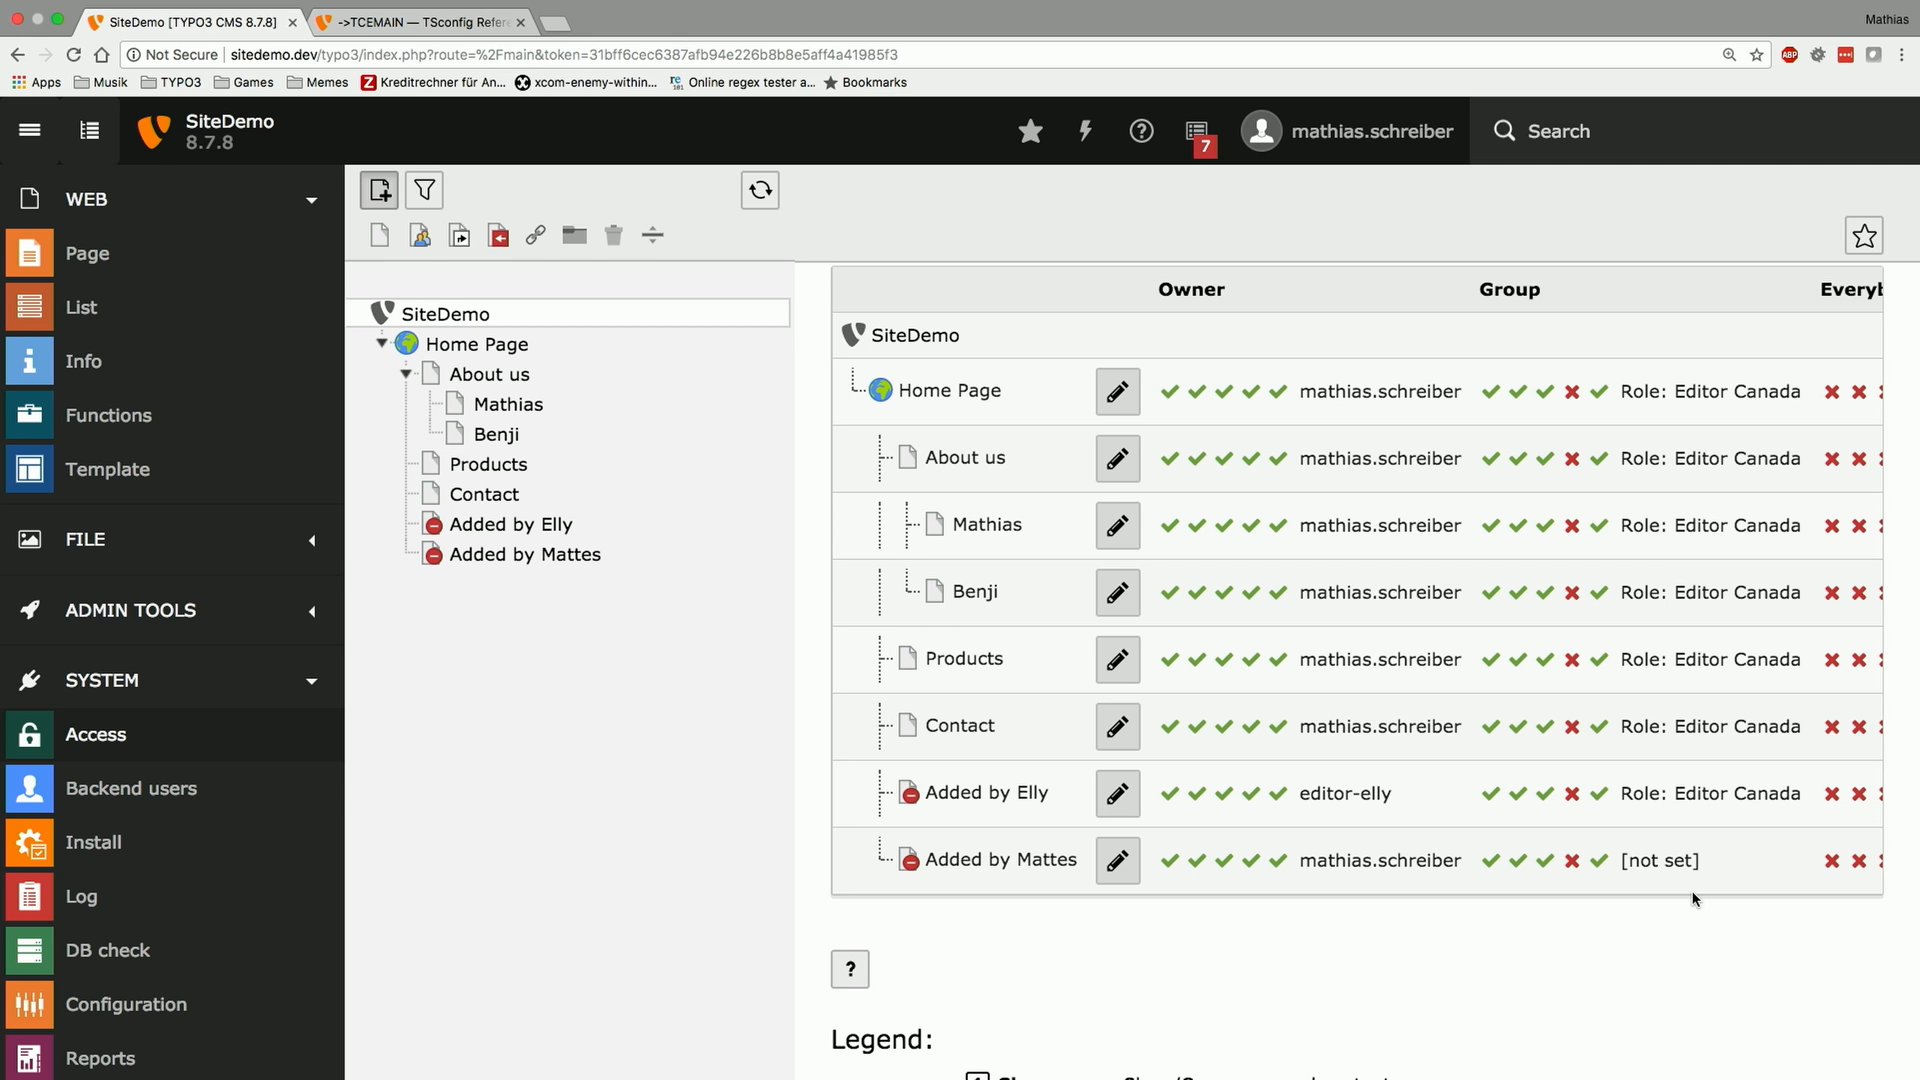 Mathias
SiteDemo [TYPO3 CMS 8.7.8]
->TCEMAIN — TSconfig Refer
Not Secure
sitedemo.dev/typo3/index.php?route=%2Fmain&token=31bff6cec6387afb94e226b8b8e5aff4a41985f3
ABP
Apps
Musik
TYPO3
Games
Memes
Kreditrechner für An...
xcom-enemy-within...
Online regex tester a...
Bookmarks
SiteDemo
8.7.8
7
mathias.schreiber
Search
WEB
Page
List
Info
Functions
Template
FILE
ADMIN TOOLS
SYSTEM
Access
Backend users
Install
Log
DB check
Configuration
Reports
SiteDemo
Home Page
About us
Mathias
Benji
Products
Contact
Added by Elly
Added by Mattes
Owner Group
SiteDemo
Home Page mathias.schreiber Role: Editor Canada
About us mathias.schreiber Role: Editor Canada
Mathias mathias.schreiber Role: Editor Canada
Benji mathias.schreiber Role: Editor Canada
Products mathias.schreiber Role: Editor Canada
Contact mathias.schreiber Role: Editor Canada
Added by Elly editor-elly Role: Editor Canada
Added by Mattes mathias.schreiber [not set]
?
Legend: